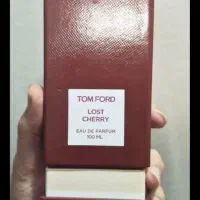 TOM FORD
LOST
CHERRY
EAU DE PARFUM
100 ML